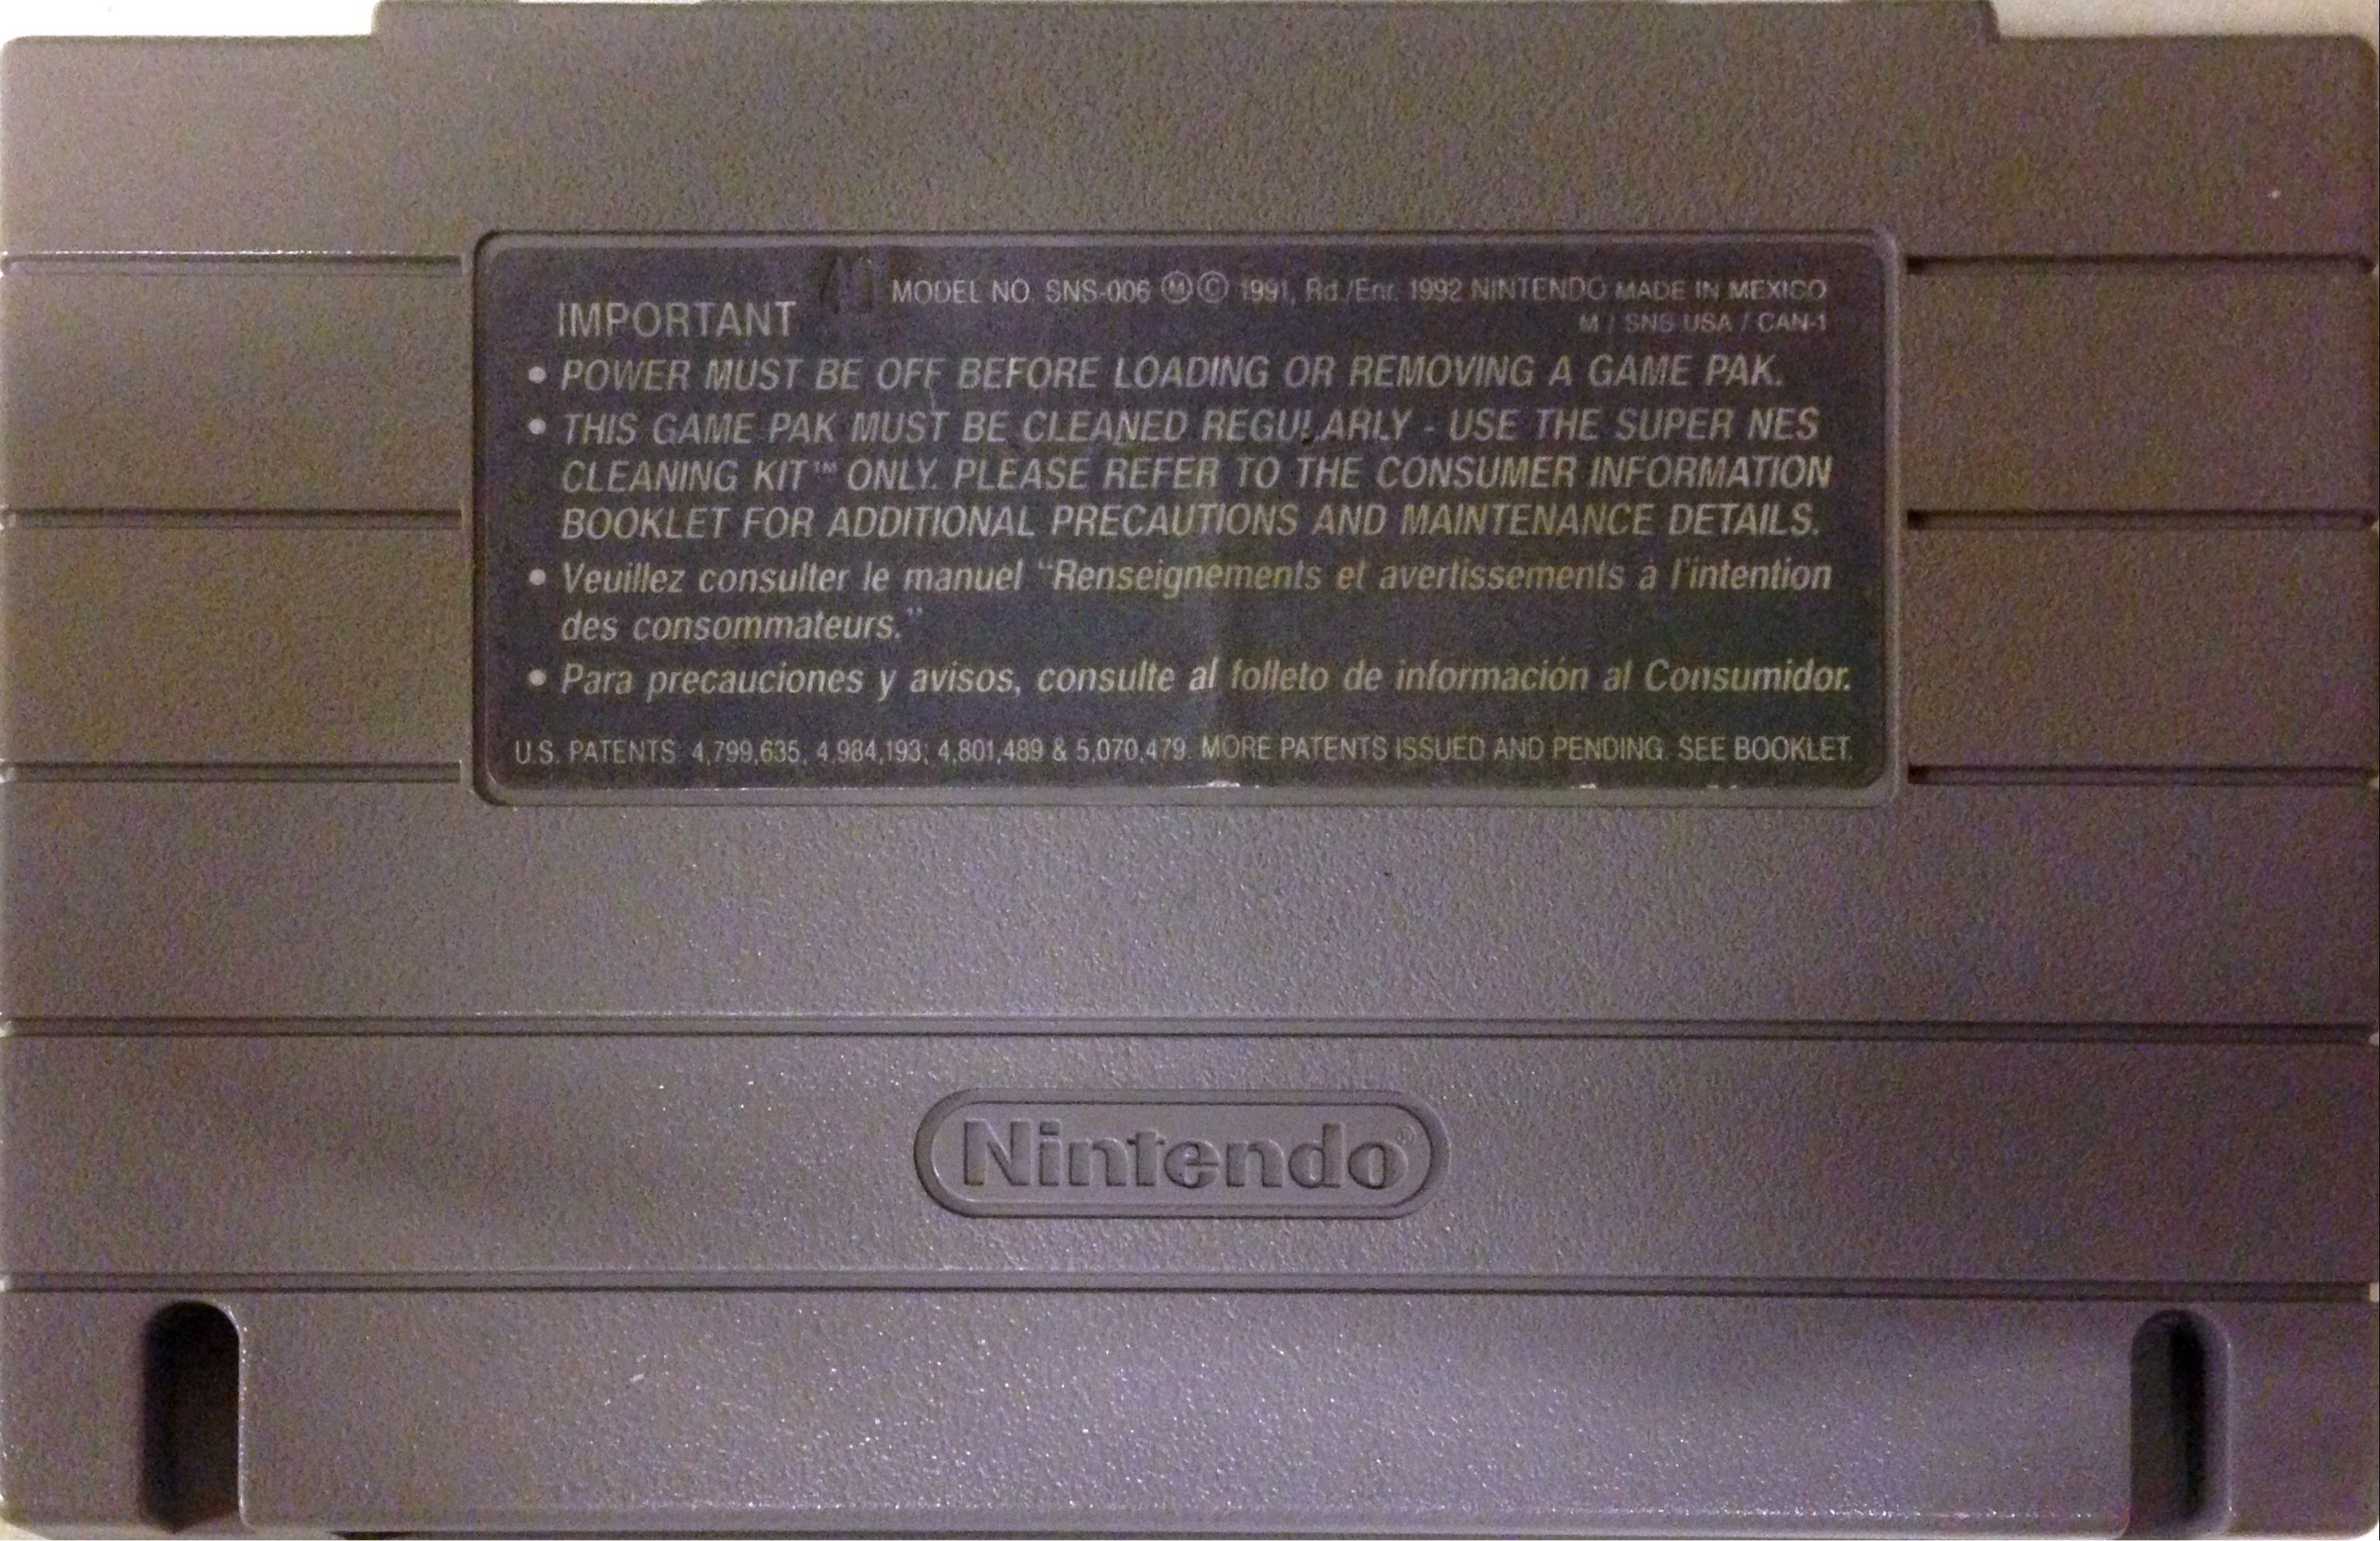 MODEL NO. SNS-006 Ⓜ© 1991, Rd./Enr. 1992 NINTENDO MADE IN MEXICO
IMPORTANT
M / SNS USA / CAN-1
• POWER MUST BE OFF BEFORE LOADING OR REMOVING A GAME PAK.
• THIS GAME PAK MUST BE CLEANED REGULARLY - USE THE SUPER NES
CLEANING KIT™ ONLY. PLEASE REFER TO THE CONSUMER INFORMATION
BOOKLET FOR ADDITIONAL PRECAUTIONS AND MAINTENANCE DETAILS.
• Veuillez consulter le manuel "Renseignements et avertissements à l'intention
des consommateurs."
• Para precauciones y avisos, consulte al folleto de información al Consumidor.
U.S. PATENTS: 4,799,635, 4,984,193; 4,801,489 & 5,070,479. MORE PATENTS ISSUED AND PENDING. SEE BOOKLET.
Nintendo®